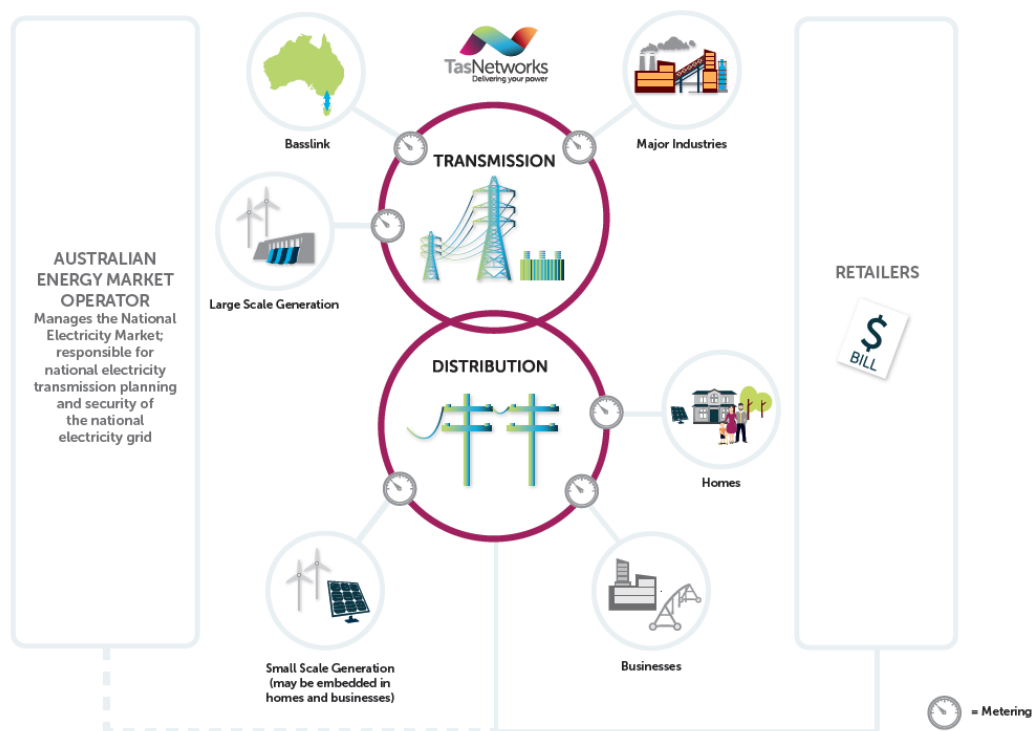 TasNetworks
Delivering your power
Basslink
Major Industries
TRANSMISSION
Large Scale Generation
AUSTRALIAN
ENERGY MARKET
OPERATOR
Manages the National
Electricity Market;
responsible for
national electricity
transmission planning
and security of
the national
electricity grid
RETAILERS
$
BILL
DISTRIBUTION
Homes
Small Scale Generation
(may be embedded in
homes and businesses)
Businesses
= Metering